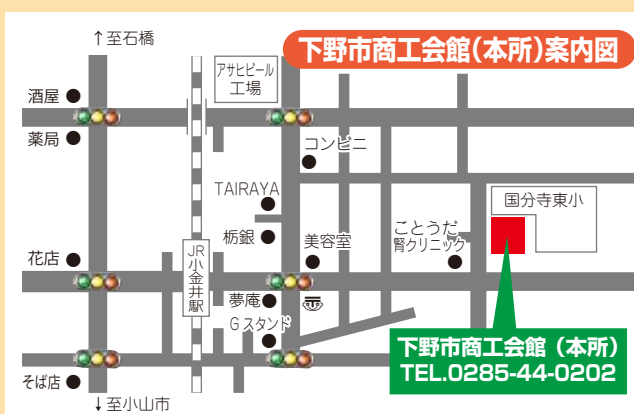 ↑至石橋
下野市商工会館(本所)案内図
アサヒビール
工場
酒屋
薬局
コンビニ
TAIRAYA
国分寺東小
栃銀
美容室
ことうだ
腎クリニック
花店
JR小金井駅
夢庵
Gスタンド
下野市商工会館（本所）
TEL.0285-44-0202
そば店
↓至小山市